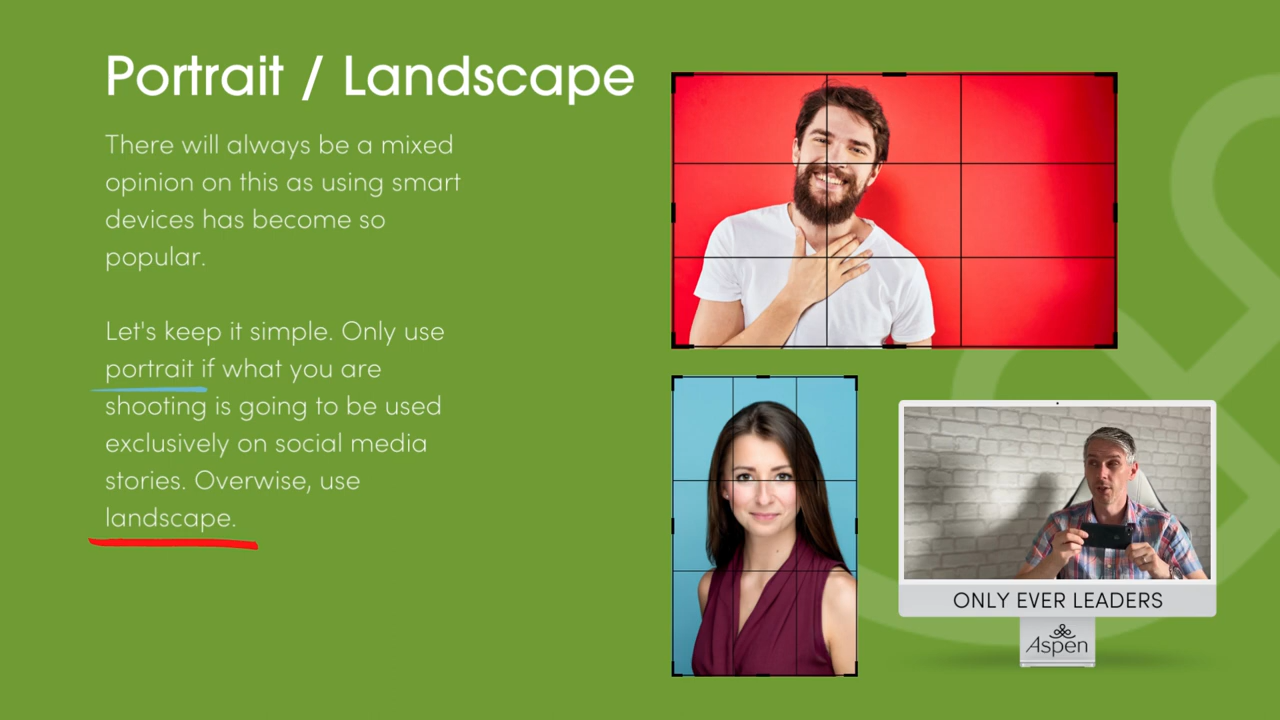 Portrait / Landscape
There will always be a mixed
opinion on this as using smart
devices has become so
popular.
Let's keep it simple. Only use
portrait if what you are
shooting is going to be used
exclusively on social media
stories. Overwise, use
landscape.
ONLY EVER LEADERS
Aspen